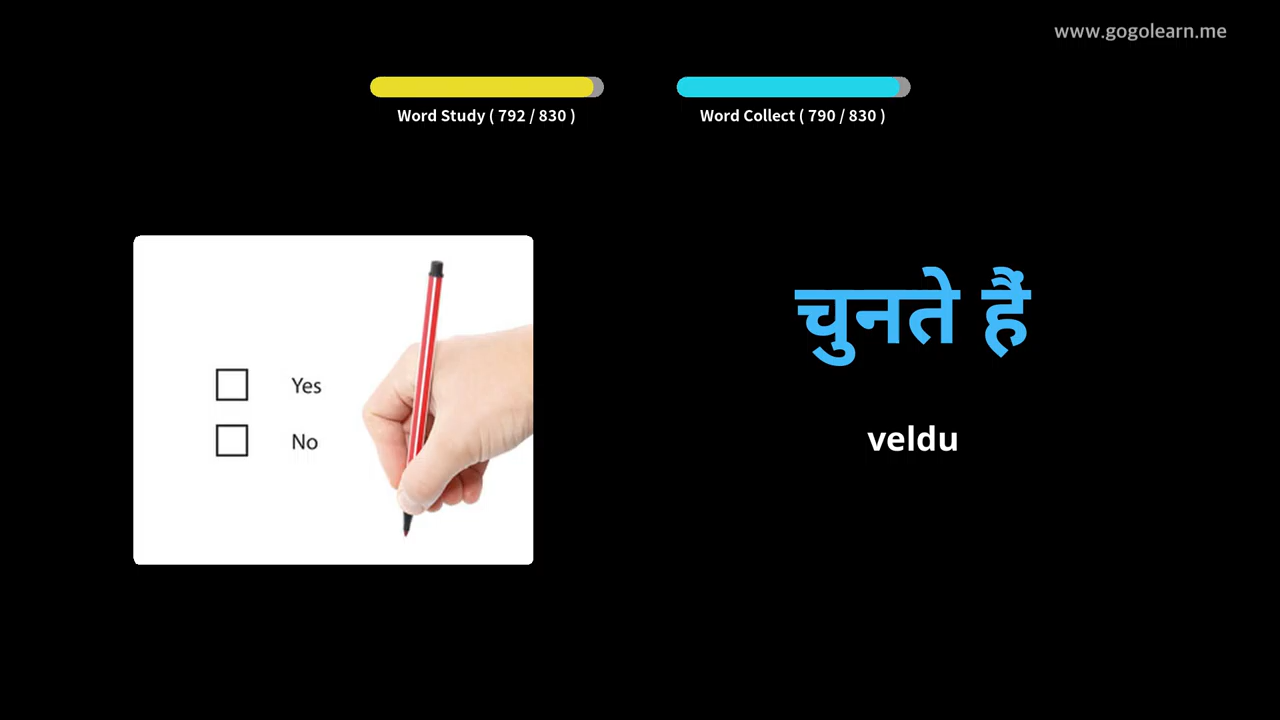 www.gogolearn.me
Word Study ( 792 / 830 )
Word Collect ( 790 / 830 )
Yes
No
चुनते हैं
veldu